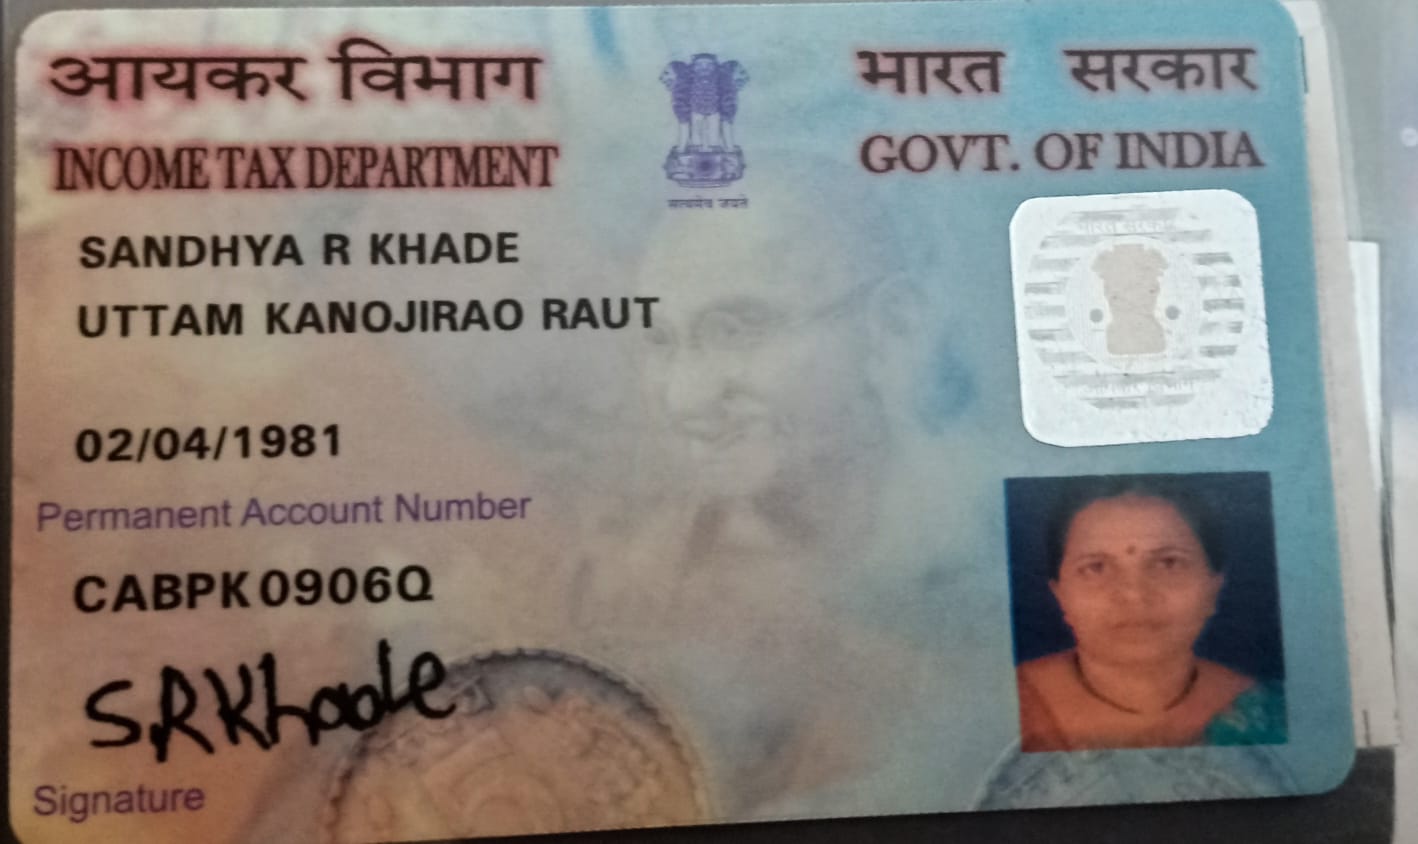 आयकर विभाग
INCOME TAX DEPARTMENT
भारत सरकार
GOVT. OF INDIA
सत्यमेव जयते
SANDHYA R KHADE
UTTAM KANOJIRAO RAUT
02/04/1981
Permanent Account Number
CABPK0906Q
S.R.Khade
Signature